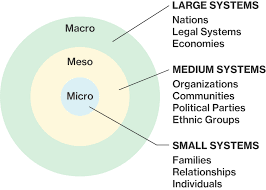 Macro
Meso
Micro
LARGE SYSTEMS
Nations
Legal Systems
Economies
MEDIUM SYSTEMS
Organizations
Communities
Political Parties
Ethnic Groups
SMALL SYSTEMS
Families
Relationships
Individuals